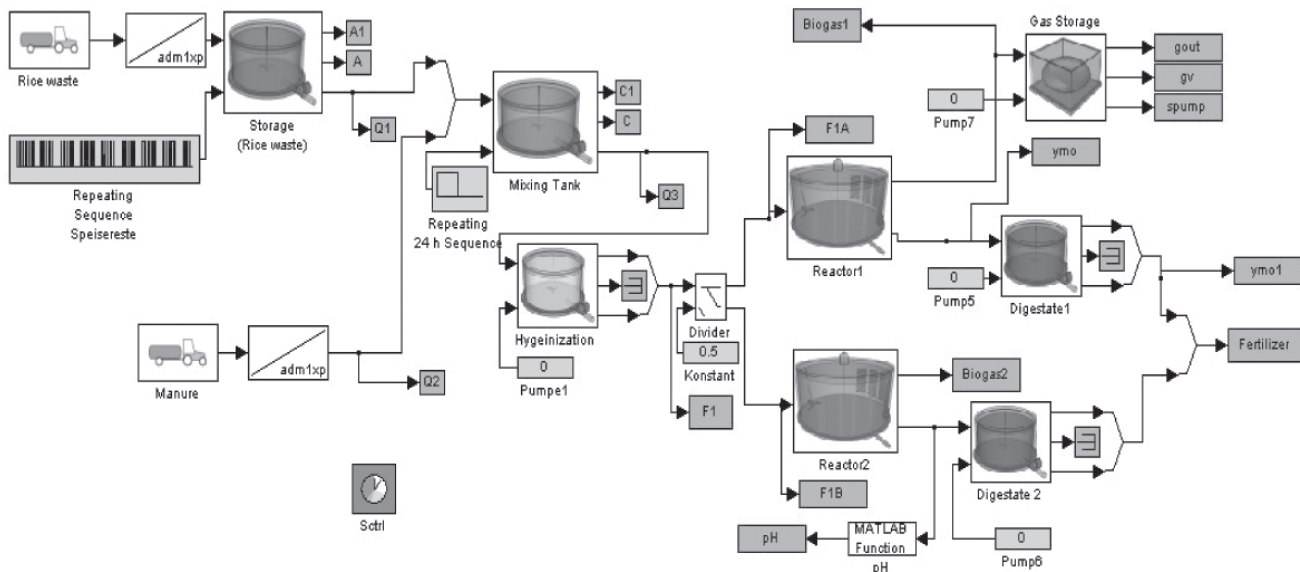 Rice waste
adm1xp
Storage
(Rice waste)
A1
A
Q1
Repeating
Sequence
Speisereste
Manure
adm1xp
Q2
Mixing Tank
C1
C
Q3
Repeating
24 h Sequence
Hygeinization
0
Pumpe1
F1
Divider
0.5
Konstant
Sctrl
Biogas1
F1A
Reactor1
0
Pump7
Gas Storage
gout
gv
spump
ymo
0
Pump5
Digestate1
ymo1
Fertilizer
Reactor2
Biogas2
F1B
Digestate 2
0
Pump6
pH
MATLAB
Function
pH